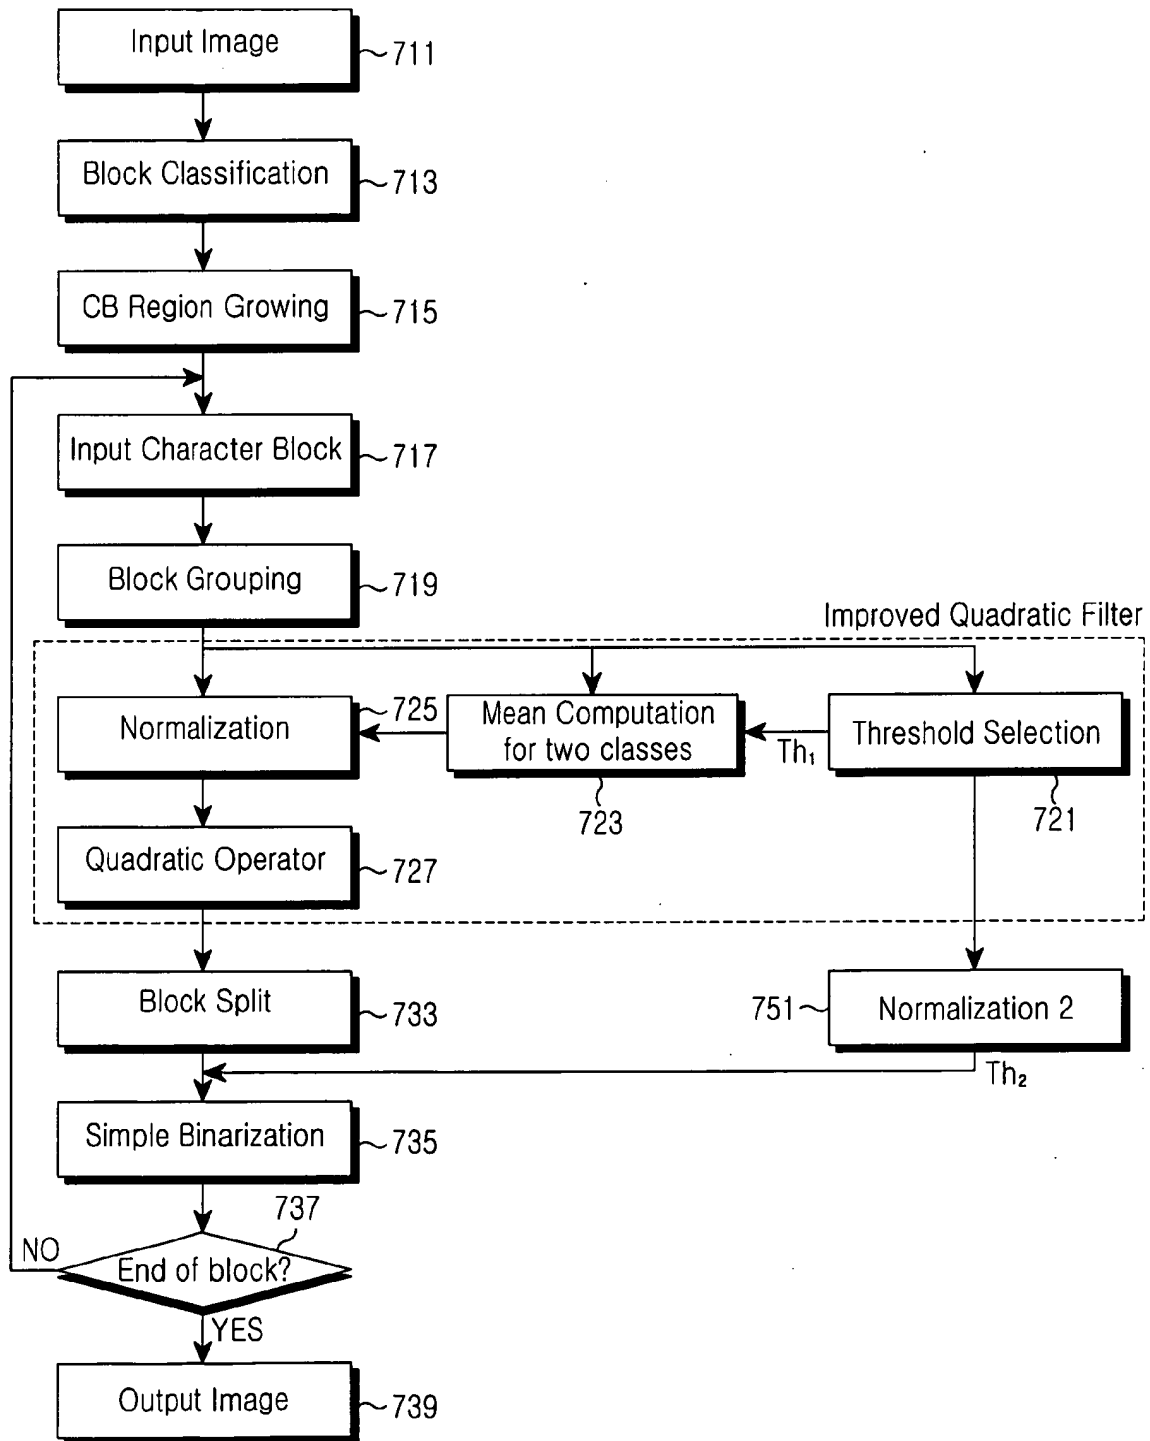 Input Image
711
Block Classification
713
CB Region Growing
715
Input Character Block
717
Block Grouping
719
Improved Quadratic Filter
Normalization
725
Mean Computation
for two classes
723
Th₁
Threshold Selection
721
Quadratic Operator
727
Block Split
733
751
Normalization 2
Th₂
Simple Binarization
735
737
NO
End of block?
YES
Output Image
739